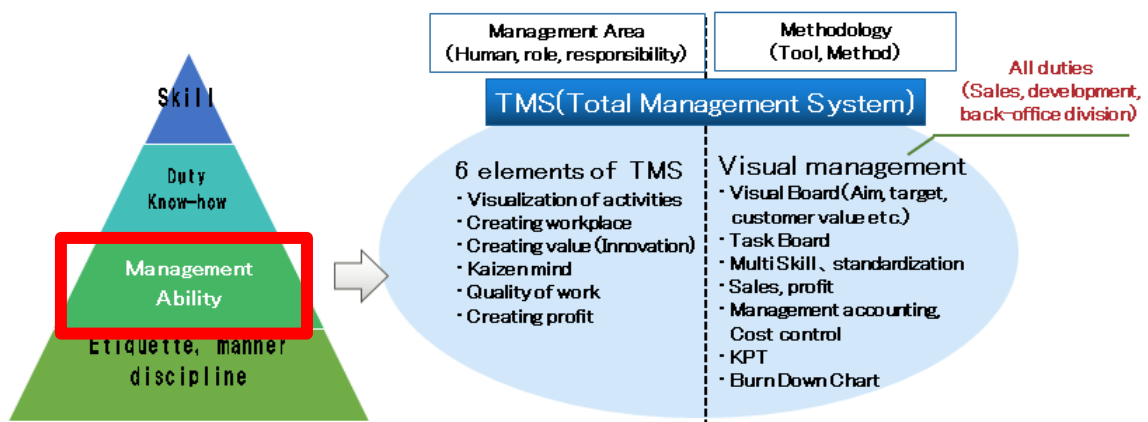 Skill
Duty
Know-how
Management
Ability
Etiquette, manner
discipline
Management Area
(Human, role, responsibility)
Methodology
(Tool, Method)
TMS(Total Management System)
All duties
(Sales, development,
back-office division)
6 elements of TMS
・Visualization of activities
・Creating workplace
・Creating value (Innovation)
・Kaizen mind
・Quality of work
・Creating profit
Visual management
・Visual Board(Aim, target,
customer value etc.)
・Task Board
・Multi Skill、standardization
・Sales, profit
・Management accounting,
Cost control
・KPT
・Burn Down Chart